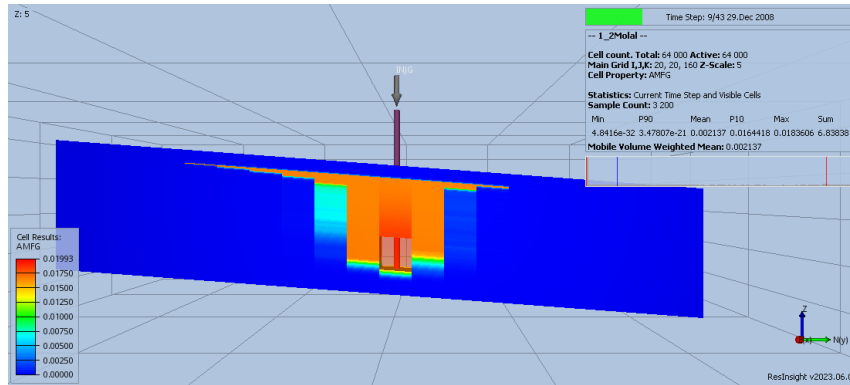 Z: 5
INJG
Time Step: 9/43 29.Dec 2008
-- 1_2Molal --
Cell count. Total: 64 000 Active: 64 000
Main Grid I,J,K: 20, 20, 160 Z-Scale: 5
Cell Property: AMFG
Statistics: Current Time Step and Visible Cells
Sample Count: 3 200
Min P90 Mean P10 Max Sum
4.8416e-32 3.47807e-21 0.002137 0.0164418 0.0183606 6.83838
Mobile Volume Weighted Mean: 0.002137
Cell Results:
AMFG
0.01993
0.01750
0.01500
0.01250
0.01000
0.00750
0.00500
0.00250
0.00000
Z
N(y)
ResInsight v2023.06.0